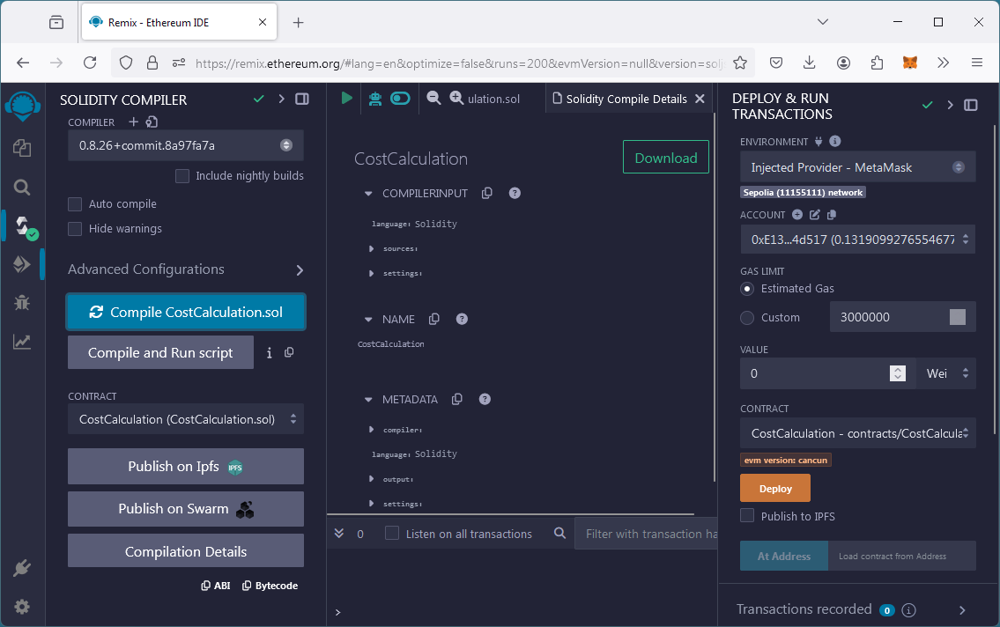 Remix - Ethereum IDE
https://remix.ethereum.org/#lang=en&optimize=false&runs=200&evmVersion=null&version=solj
SOLIDITY COMPILER
COMPILER
0.8.26+commit.8a97fa7a
Include nightly builds
Auto compile
Hide warnings
Advanced Configurations
Compile CostCalculation.sol
Compile and Run script
CONTRACT
CostCalculation (CostCalculation.sol)
Publish on Ipfs IPFS
Publish on Swarm
Compilation Details
ABI Bytecode
ulation.sol
Solidity Compile Details
CostCalculation
Download
COMPILERINPUT
language: Solidity
sources:
settings:
NAME
CostCalculation
METADATA
compiler:
language: Solidity
output:
settings:
0 Listen on all transactions Filter with transaction ha
>
DEPLOY & RUN
TRANSACTIONS
ENVIRONMENT
Injected Provider - MetaMask
Sepolia (11155111) network
ACCOUNT
0xE13...4d517 (0.1319099276554677
GAS LIMIT
Estimated Gas
Custom 3000000
VALUE
0 Wei
CONTRACT
CostCalculation - contracts/CostCalcula
evm version: cancun
Deploy
Publish to IPFS
At Address Load contract from Address
Transactions recorded 0